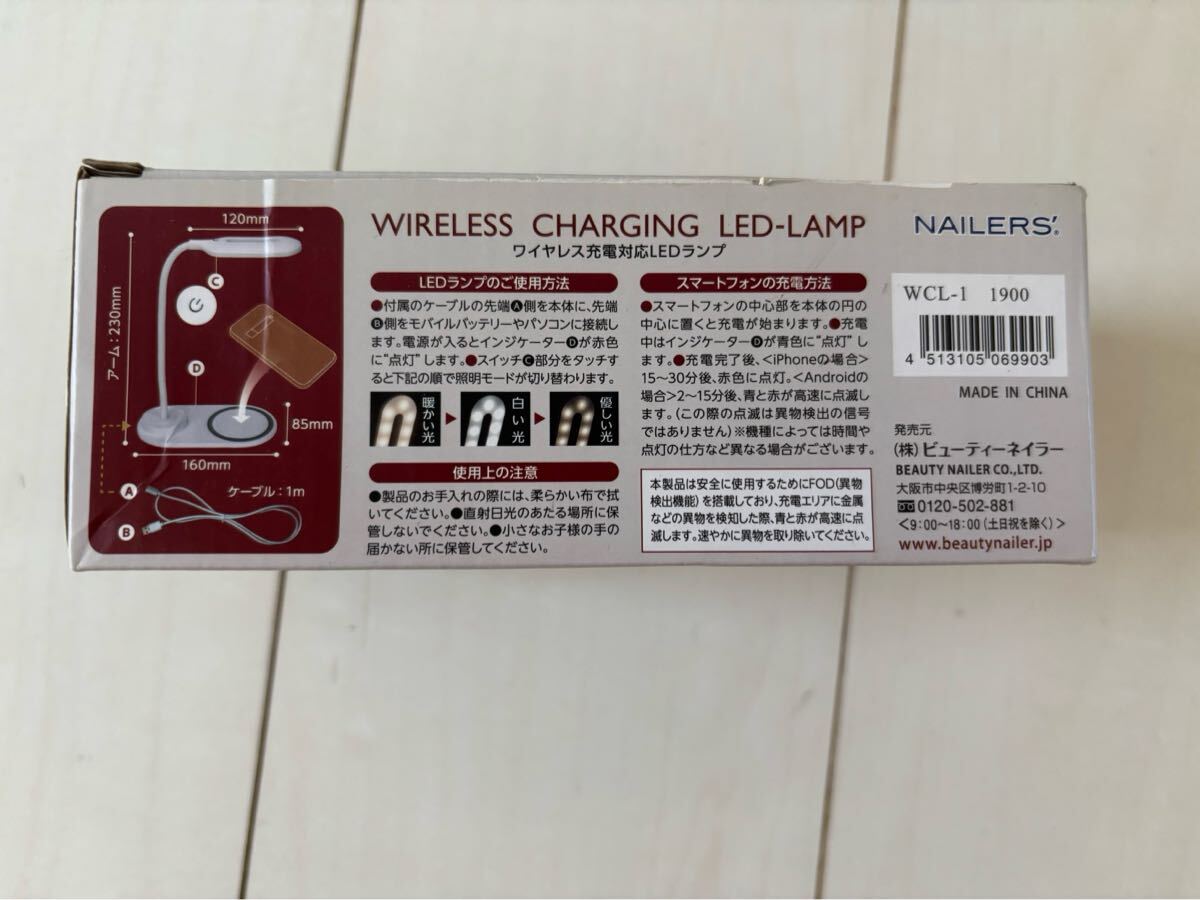 120mm
アーム：230mm
C
D
85mm
160mm
A
ケーブル：1m
B
WIRELESS CHARGING LED-LAMP
ワイヤレス充電対応LEDランプ
LEDランプのご使用方法
●付属のケーブルの先端A側を本体に、先端
B側をモバイルバッテリーやパソコンに接続し
ます。電源が入るとインジケーターDが赤色
に"点灯"します。●スイッチC部分をタッチす
ると下記の順で照明モードが切り替わります。
暖かい光
白い光
優しい光
使用上の注意
●製品のお手入れの際には、柔らかい布で拭
いてください。●直射日光のあたる場所に保
管しないでください。●小さなお子様の手の
届かない所に保管してください。
スマートフォンの充電方法
●スマートフォンの中心部を本体の円の
中心に置くと充電が始まります。●充電
中はインジケーターDが青色に"点灯"しま
す。●充電完了後、<iPhoneの場合>
15〜30分後、赤色に点灯。<Androidの
場合>2〜15分後、青と赤が高速に点滅
します。(この際の点滅は異物検出の信号
ではありません)※機種によっては時間や
点灯の仕方など異なる場合がございます。
本製品は安全に使用するためにFOD(異物
検出機能)を搭載しており、充電エリアに金属
などの異物を検知した際、青と赤が高速に点
滅します。速やかに異物を取り除いてください。
NAILERS'.
WCL-1 1900
4 513105 069903
MADE IN CHINA
発売元
(株)ビューティーネイラー
BEAUTY NAILER CO.,LTD.
大阪市中央区博労町1-2-10
0120-502-881
<9:00〜18:00(土日祝を除く)>
www.beautynailer.jp